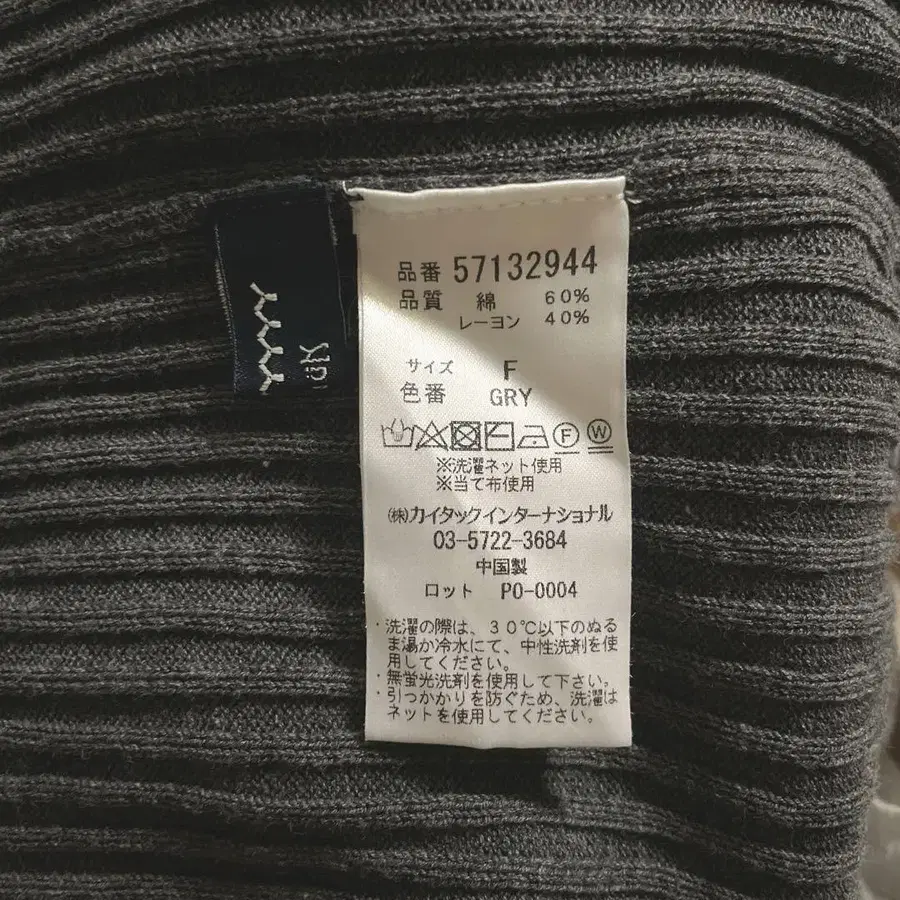 品番 57132944
品質 綿 60%
レーヨン 40%
サイズ F
色番 GRY
F W
※洗濯ネット使用
※当て布使用
㈱カイタックインターナショナル
03-5722-3684
中国製
ロット PO-0004
・洗濯の際は、30℃以下のぬる
ま湯か冷水にて、中性洗剤を使
用してください。
・無蛍光洗剤を使用して下さい。
・引つかかりを防ぐため、洗濯は
ネットを使用してください。